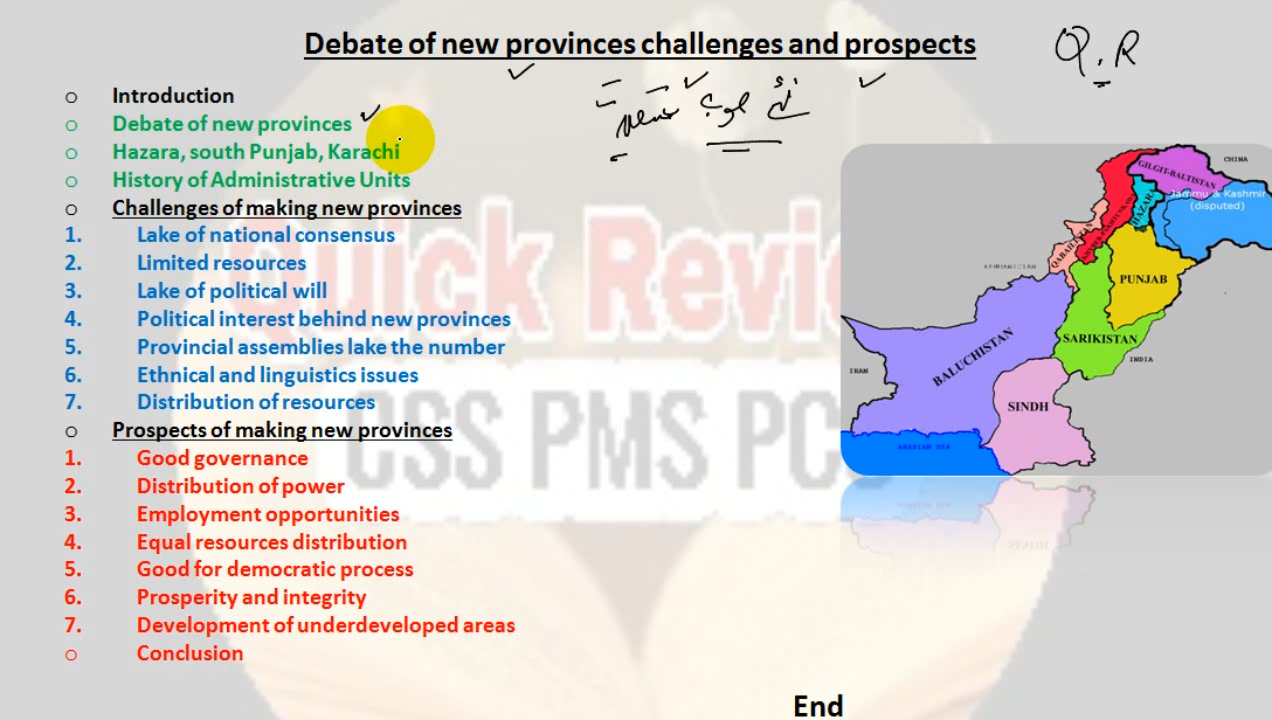 Debate of new provinces challenges and prospects
Q.R
o Introduction
o Debate of new provinces
o Hazara, south Punjab, Karachi
o History of Administrative Units
o Challenges of making new provinces
1. Lake of national consensus
2. Limited resources
3. Lake of political will
4. Political interest behind new provinces
5. Provincial assemblies lake the number
6. Ethnical and linguistics issues
7. Distribution of resources
o Prospects of making new provinces
1. Good governance
2. Distribution of power
3. Employment opportunities
4. Equal resources distribution
5. Good for democratic process
6. Prosperity and integrity
7. Development of underdeveloped areas
o Conclusion
End
CHINA
GILGIT-BALTISTAN
Jammu & Kashmir
(disputed)
HAZARA
AFGHANISTAN
PUNJAB
SARIKISTAN
INDIA
BALUCHISTAN
IRAN
SINDH
ARABIAN SEA
Quick Revie
CSS PMS PC